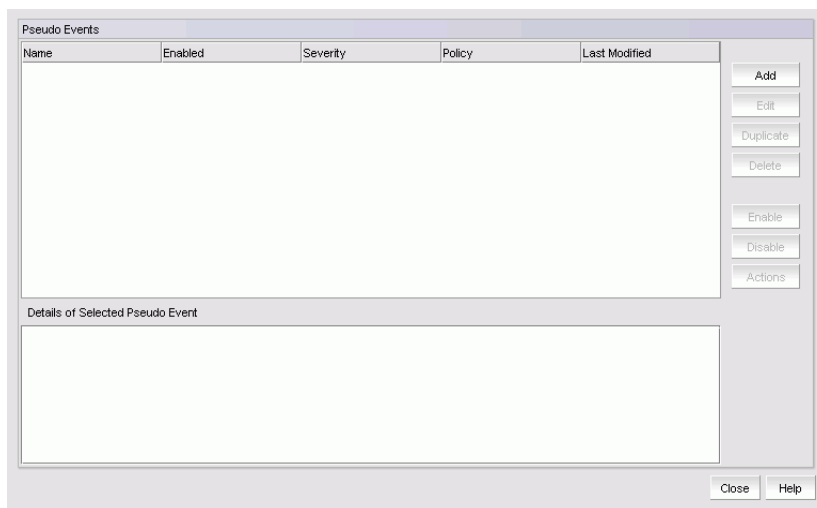 Pseudo Events
Name Enabled Severity Policy Last Modified
Add
Edit
Duplicate
Delete
Enable
Disable
Actions
Details of Selected Pseudo Event
Close Help